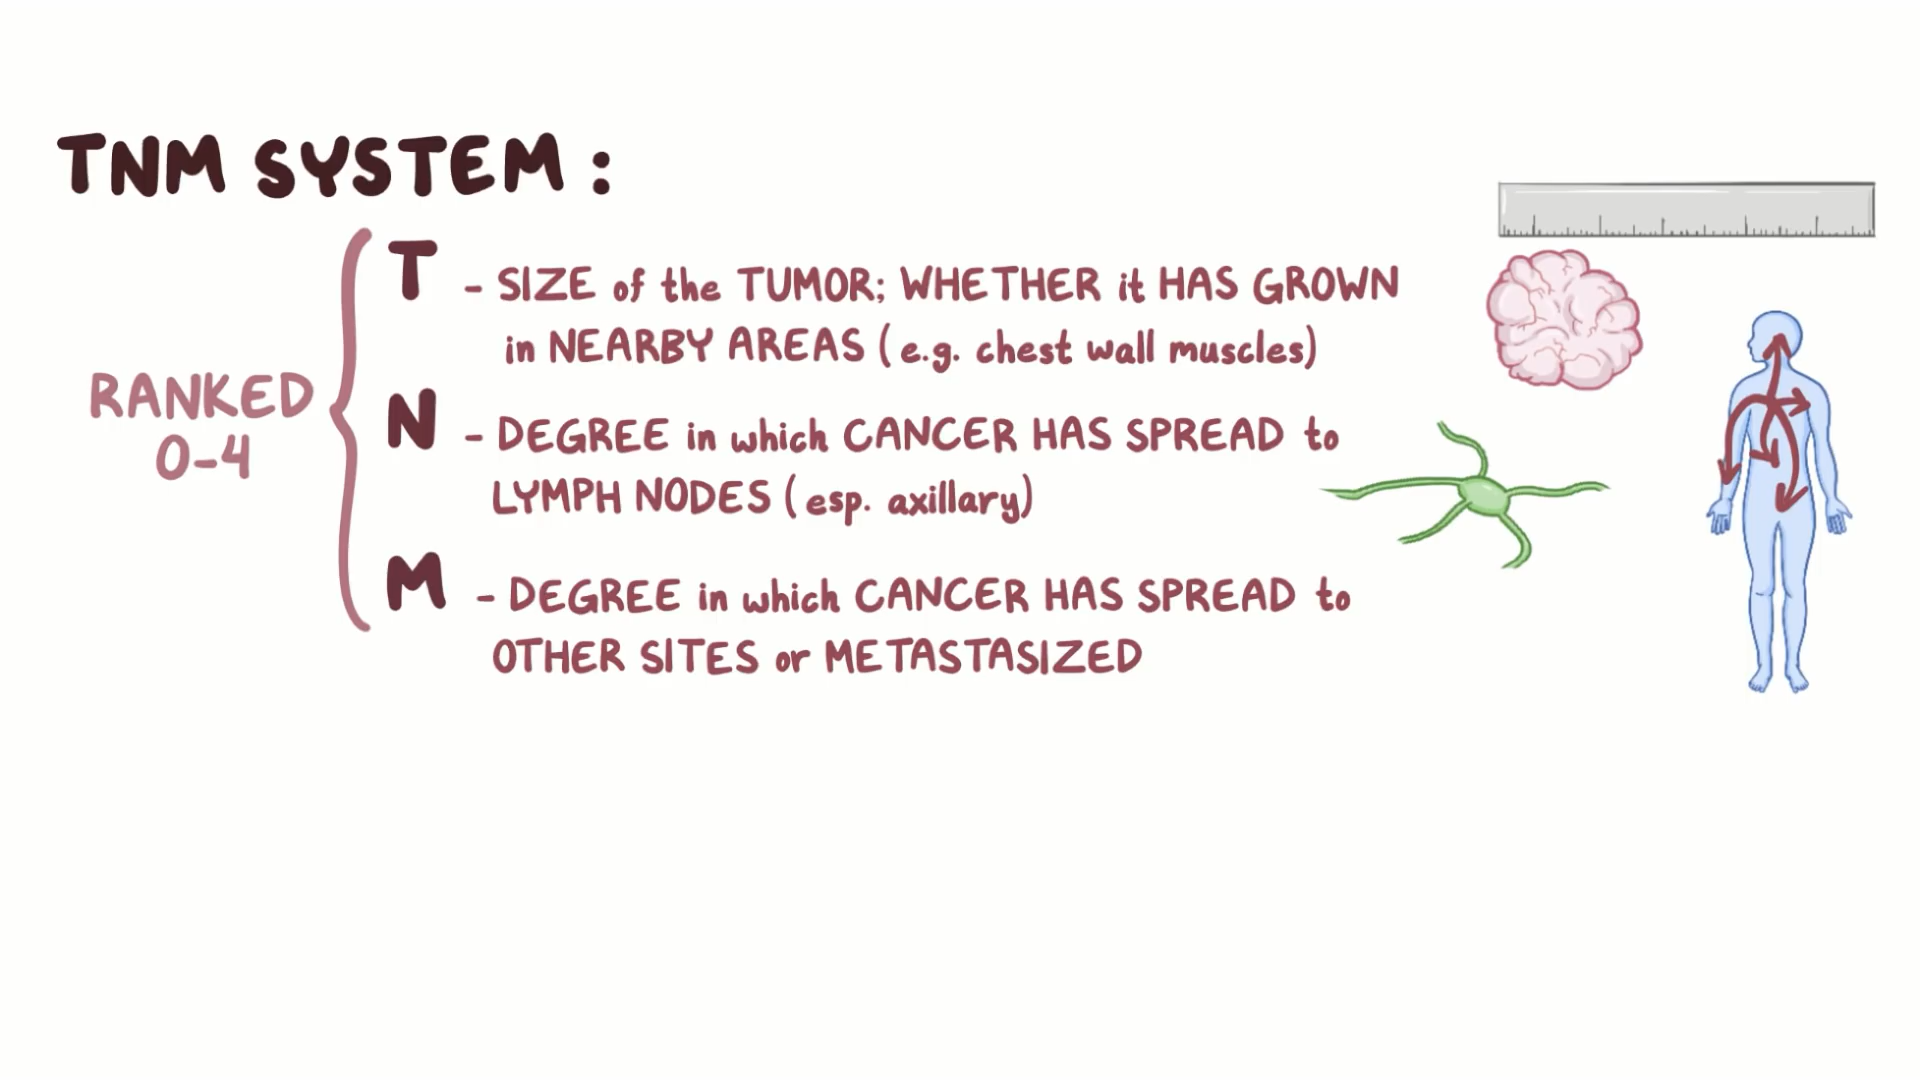 TNM SYSTEM :
T - SIZE of the TUMOR; WHETHER it HAS GROWN
in NEARBY AREAS (e.g. chest wall muscles)
RANKED
0-4
N - DEGREE in which CANCER HAS SPREAD to
LYMPH NODES (esp. axillary)
M - DEGREE in which CANCER HAS SPREAD to
OTHER SITES or METASTASIZED